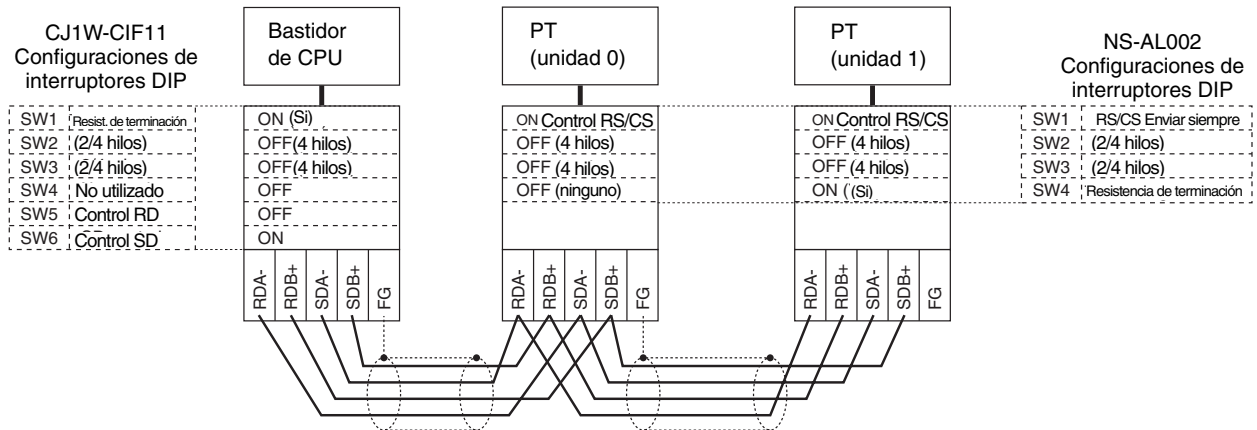 CJ1W-CIF11
Configuraciones de
interruptores DIP
SW1 Resist. de terminación
SW2 (2/4 hilos)
SW3 (2/4 hilos)
SW4 No utilizado
SW5 Control RD
SW6 Control SD
Bastidor
de CPU
ON (Si)
OFF(4 hilos)
OFF(4 hilos)
OFF
OFF
ON
RDA-
RDB+
SDA-
SDB+
FG
PT
(unidad 0)
ON Control RS/CS
OFF (4 hilos)
OFF (4 hilos)
OFF (ninguno)
RDA-
RDB+
SDA-
SDB+
FG
PT
(unidad 1)
ON Control RS/CS
OFF (4 hilos)
OFF (4 hilos)
ON ( (Si)
RDA-
RDB+
SDA-
SDB+
FG
NS-AL002
Configuraciones de
interruptores DIP
SW1 RS/CS Enviar siempre
SW2 (2/4 hilos)
SW3 (2/4 hilos)
SW4 Resistencia de terminación